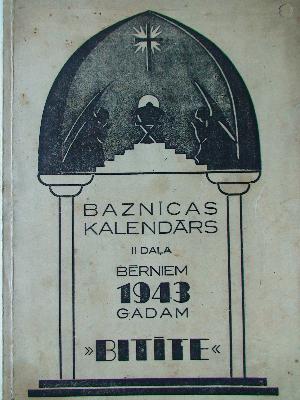 BAZNĪCAS
KALENDĀRS
II DAĻA
BĒRNIEM
1943
GADAM
»BITĪTE«